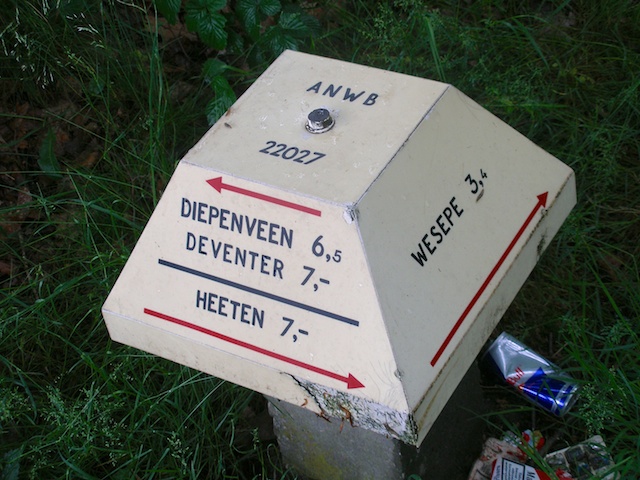 ANWB
22027
DIEPENVEEN 6,5
DEVENTER 7,-
HEETEN 7,-
WESEPE 3,4